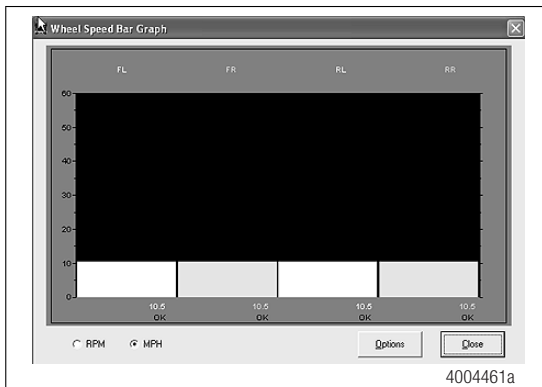 Wheel Speed Bar Graph
FL FR RL RR
60
50
40
30
20
10
0
10.5 10.5 10.5 10.5
OK OK OK OK
RPM MPH Options Close
4004461a